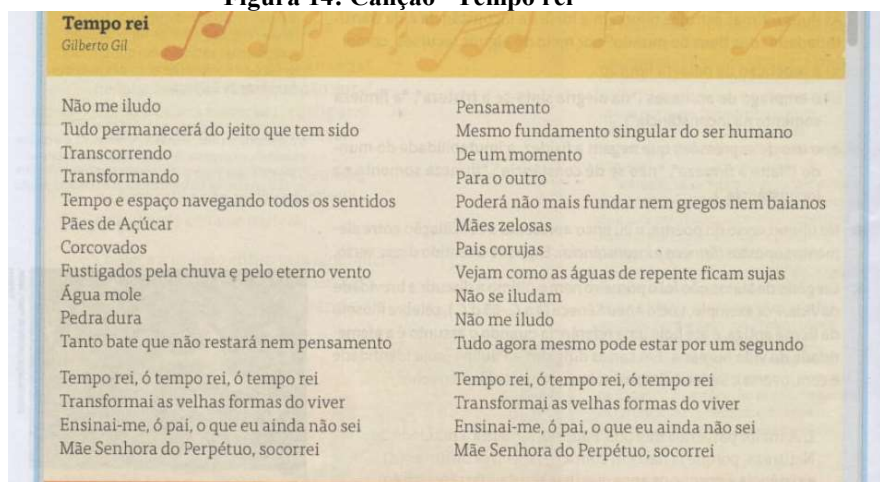 Figura 14: Canção "Tempo rei"
Tempo rei
Gilberto Gil
Não me iludo
Tudo permanecerá do jeito que tem sido
Transcorrendo
Transformando
Tempo e espaço navegando todos os sentidos
Pães de Açúcar
Corcovados
Fustigados pela chuva e pelo eterno vento
Água mole
Pedra dura
Tanto bate que não restará nem pensamento
Tempo rei, ó tempo rei, ó tempo rei
Transformai as velhas formas do viver
Ensinai-me, ó pai, o que eu ainda não sei
Mãe Senhora do Perpétuo, socorrei
Pensamento
Mesmo fundamento singular do ser humano
De um momento
Para o outro
Poderá não mais fundar nem gregos nem baianos
Mães zelosas
Pais corujas
Vejam como as águas de repente ficam sujas
Não se iludam
Não me iludo
Tudo agora mesmo pode estar por um segundo
Tempo rei, ó tempo rei, ó tempo rei
Transformai as velhas formas do viver
Ensinai-me, ó pai, o que eu ainda não sei
Mãe Senhora do Perpétuo, socorrei